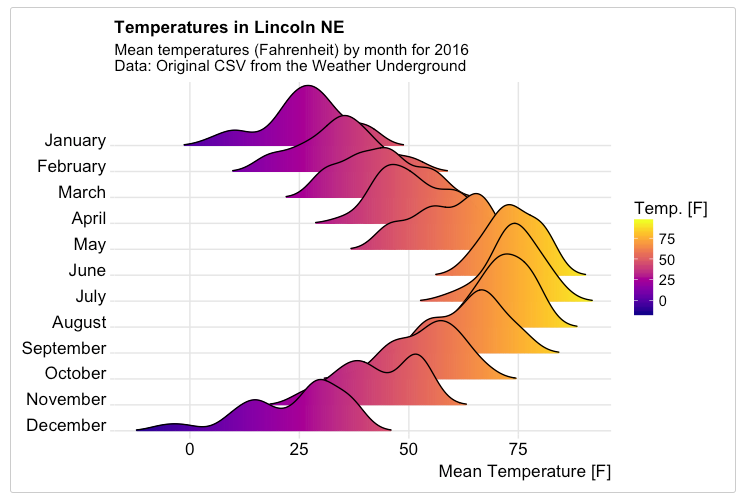 Temperatures in Lincoln NE
Mean temperatures (Fahrenheit) by month for 2016
Data: Original CSV from the Weather Underground
January
February
March
April
May
June
July
August
September
October
November
December
0 25 50 75
Mean Temperature [F]
Temp. [F]
75
50
25
0